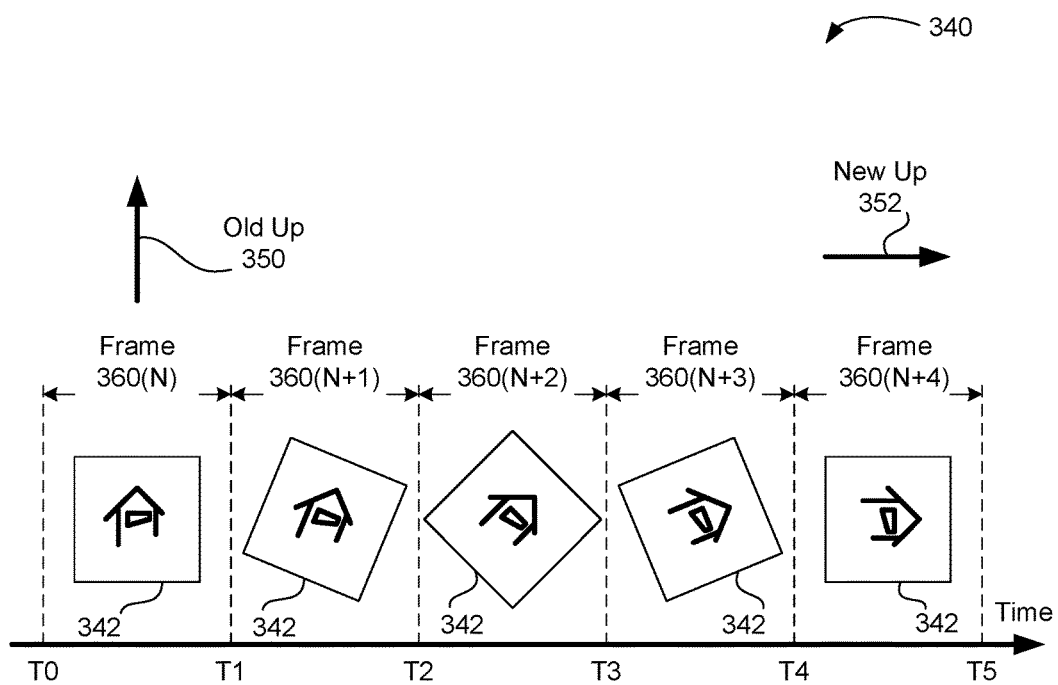 340
New Up
352
Old Up
350
Frame
360(N)
Frame
360(N+1)
Frame
360(N+2)
Frame
360(N+3)
Frame
360(N+4)
342
342
342
342
342
Time
T0
T1
T2
T3
T4
T5